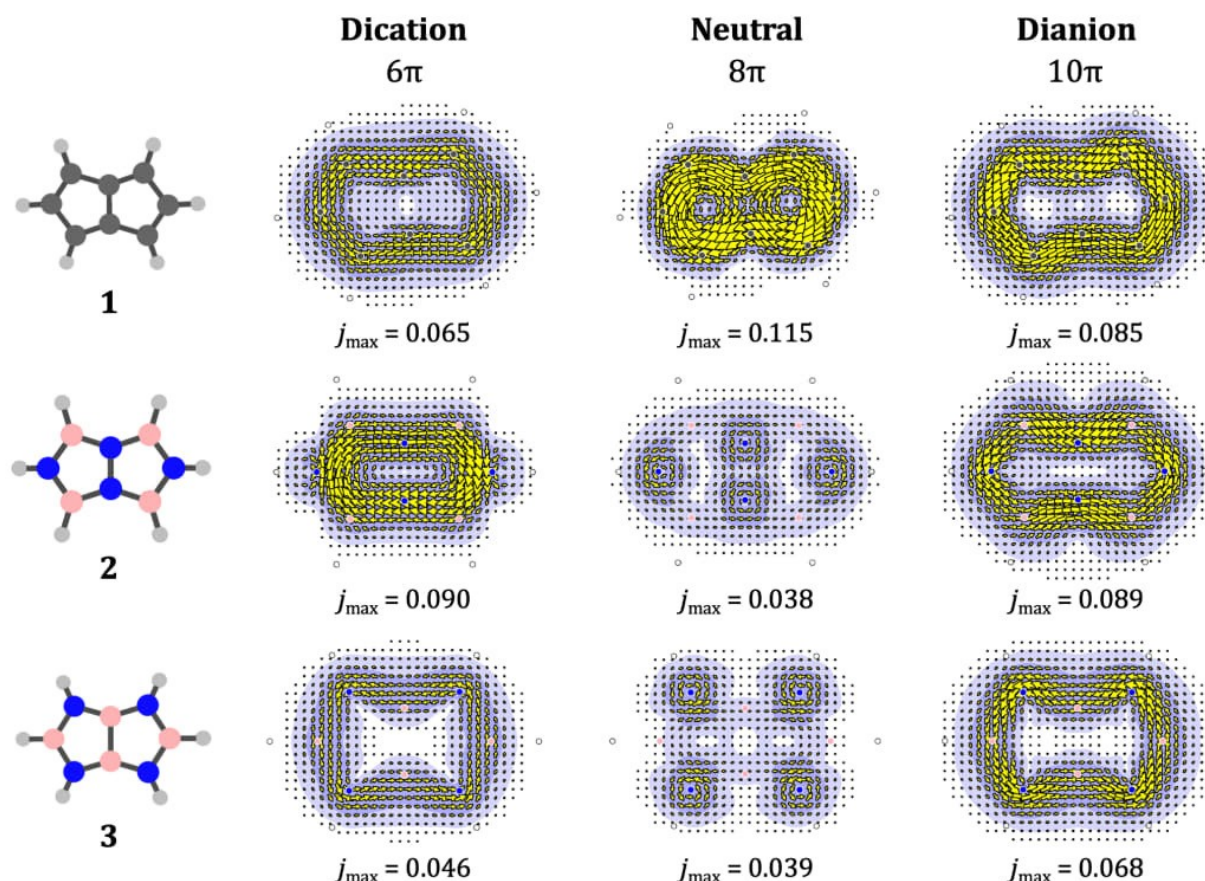 Dication Neutral Dianion
6π 8π 10π
1
jmax = 0.065 jmax = 0.115 jmax = 0.085
2
jmax = 0.090 jmax = 0.038 jmax = 0.089
3
jmax = 0.046 jmax = 0.039 jmax = 0.068